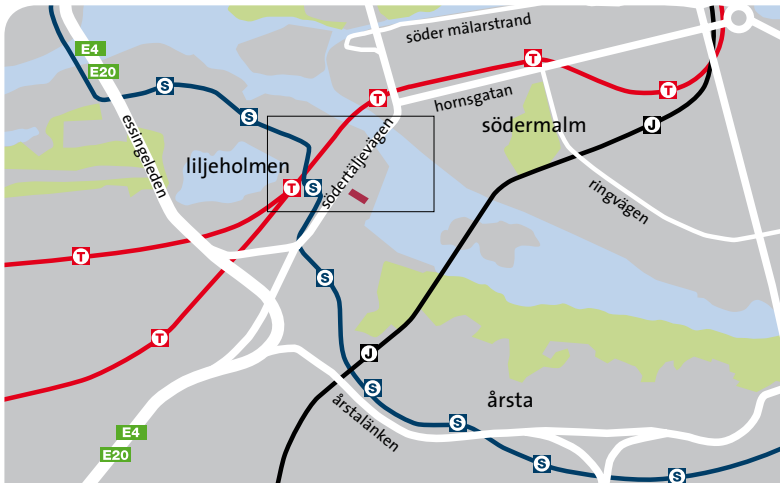 söder mälarstrand
E4
E20
T
S
T
T
hornsgatan
S
essingeleden
södermalm
J
liljeholmen
södertäljevägen
T
S
ringvägen
T
S
T
J
S
årsta
årstalänken
S
E4
E20
S
S